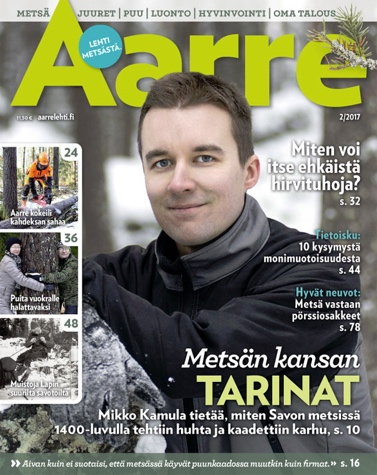 METSÄ | JUURET | PUU | LUONTO | HYVINVOINTI | OMA TALOUS
LEHTI
METSÄSTÄ.
Aarre
11,50 € aarrelehti.fi
2/2017
Miten voi
itse ehkäistä
hirvituhoja?
s. 32
24
Aarre kokeili
kahdeksan sahaa
Tietoisku:
10 kysymystä
monimuotoisuudesta
s. 44
36
Puita vuokralle
halattavaksi
Hyvät neuvot:
Metsä vastaan
pörssiosakkeet
s. 78
48
Muistoja Lapin
suurilta savotoilta
Metsän kansan
TARINAT
Mikko Kamula tietää, miten Savon metsissä
1400-luvulla tehtiin huhta ja kaadettiin karhu, s. 10
»» Aivan kuin ei suotaisi, että metsässä käyvät puunkaadossa muutkin kuin firmat. »» s. 16